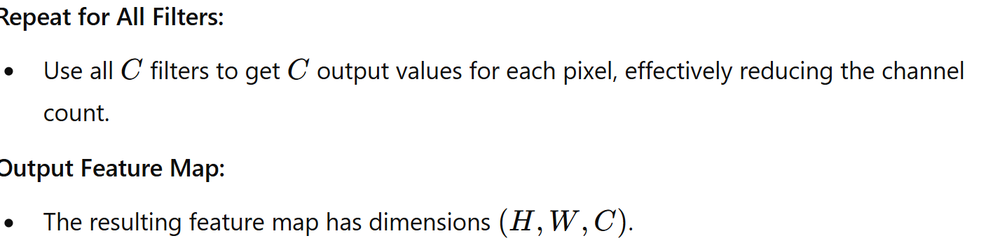 Repeat for All Filters:
• Use all C filters to get C output values for each pixel, effectively reducing the channel
count.
Output Feature Map:
• The resulting feature map has dimensions (H, W, C).